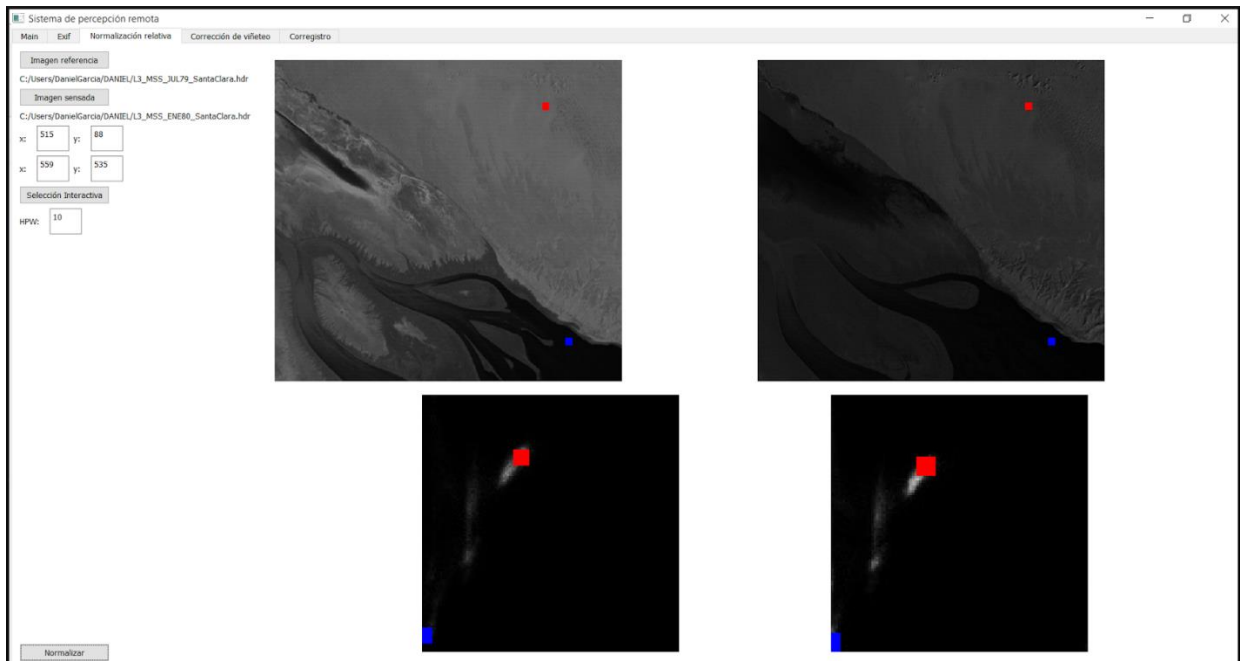 Sistema de percepción remota
Main Exif Normalización relativa Corrección de viñeteo Corregistro
Imagen referencia
C:/Users/DanielGarcia/DANIEL/L3_MSS_JUL79_SantaClara.hdr
Imagen sensada
C:/Users/DanielGarcia/DANIEL/L3_MSS_ENE80_SantaClara.hdr
x: 515 y: 88
x: 559 y: 535
Selección Interactiva
HPW: 10
Normalizar